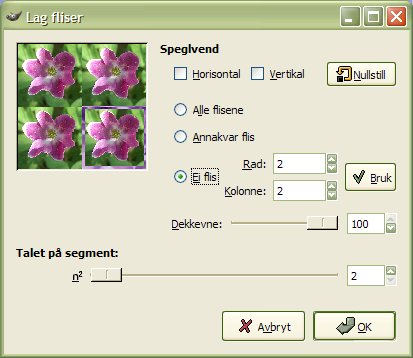 Lag fliser
Speglvend
Horisontal Vertikal Nullstill
Alle flisene
Annakvar flis
Ei flis
Rad: 2
Kolonne: 2
Bruk
Dekkevne: 100
Talet på segment:
n² 2
Avbryt OK